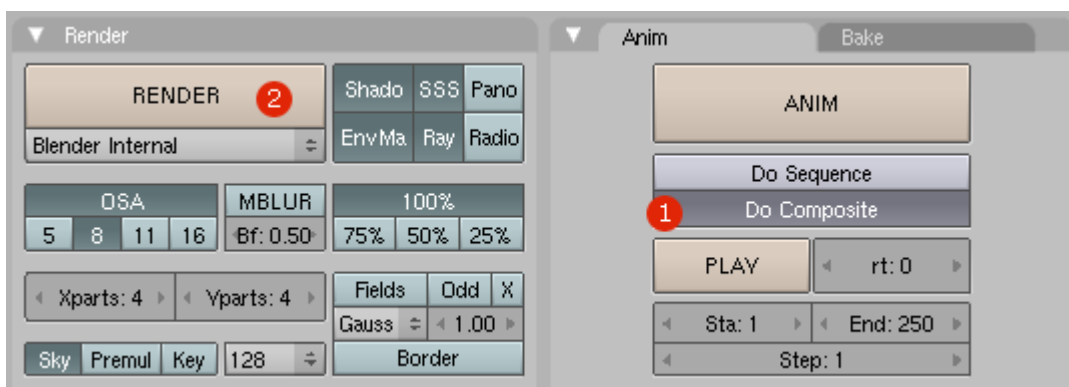 Render
RENDER 2
Blender Internal
Shado SSS Pano
EnvMa Ray Radio
OSA MBLUR 100%
5 8 11 16 Bf: 0.50 75% 50% 25%
Xparts: 4 Yparts: 4
Fields Odd X
Gauss 1.00
Sky Premul Key 128 Border
Anim Bake
ANIM
Do Sequence
1 Do Composite
PLAY rt: 0
Sta: 1 End: 250
Step: 1